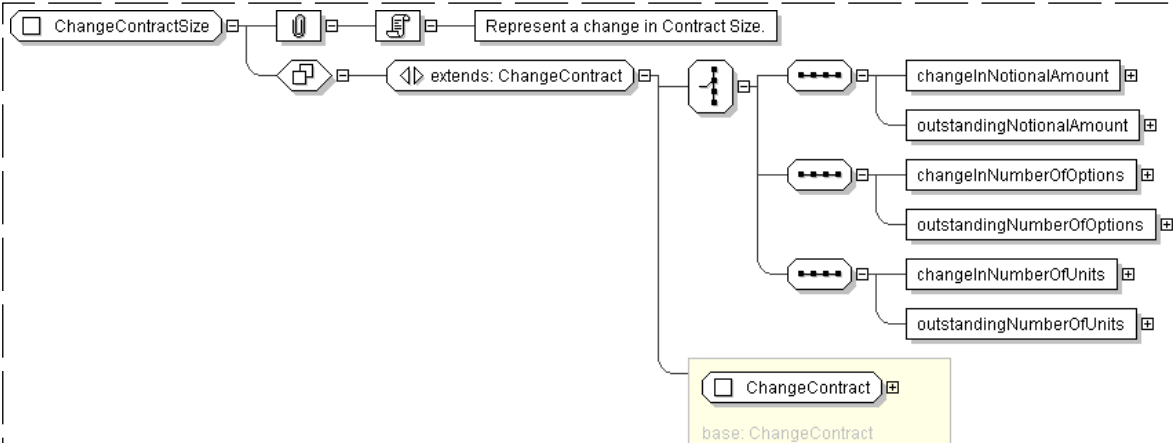 ChangeContractSize
Represent a change in Contract Size.
extends: ChangeContract
changeInNotionalAmount
outstandingNotionalAmount
changeInNumberOfOptions
outstandingNumberOfOptions
changeInNumberOfUnits
outstandingNumberOfUnits
ChangeContract
base: ChangeContract